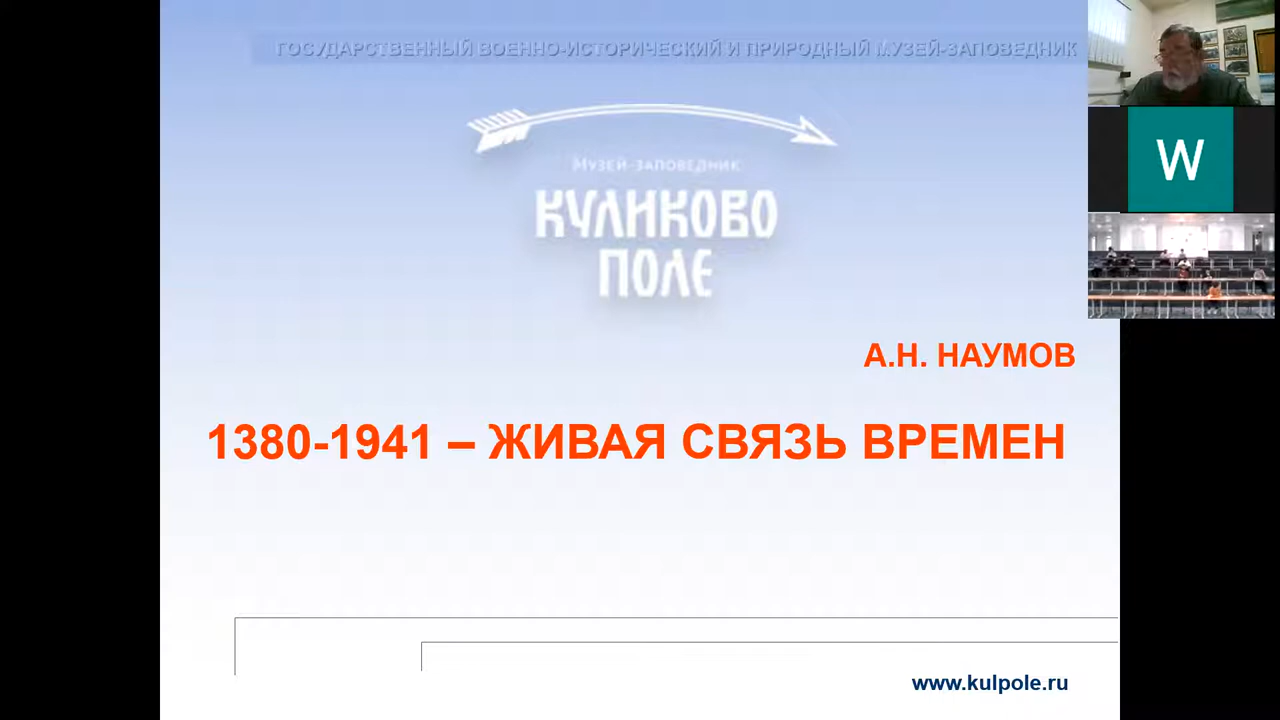 ГОСУДАРСТВЕННЫЙ ВОЕННО-ИСТОРИЧЕСКИЙ И ПРИРОДНЫЙ МУЗЕЙ-ЗАПОВЕДНИК
МУЗЕЙ-ЗАПОВЕДНИК
КУЛИКОВО
ПОЛЕ
W
А.Н. НАУМОВ
1380-1941 – ЖИВАЯ СВЯЗЬ ВРЕМЕН
www.kulpole.ru